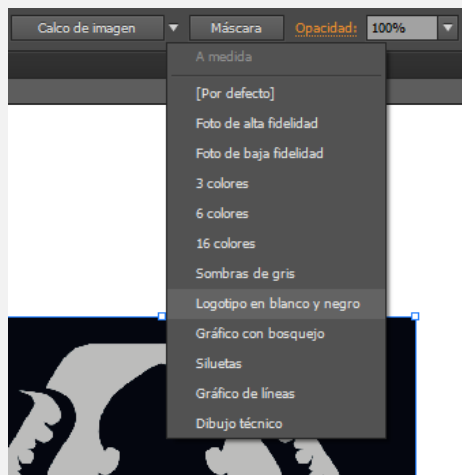 Calco de imagen Máscara Opacidad: 100%
A medida
[Por defecto]
Foto de alta fidelidad
Foto de baja fidelidad
3 colores
6 colores
16 colores
Sombras de gris
Logotipo en blanco y negro
Gráfico con bosquejo
Siluetas
Gráfico de líneas
Dibujo técnico